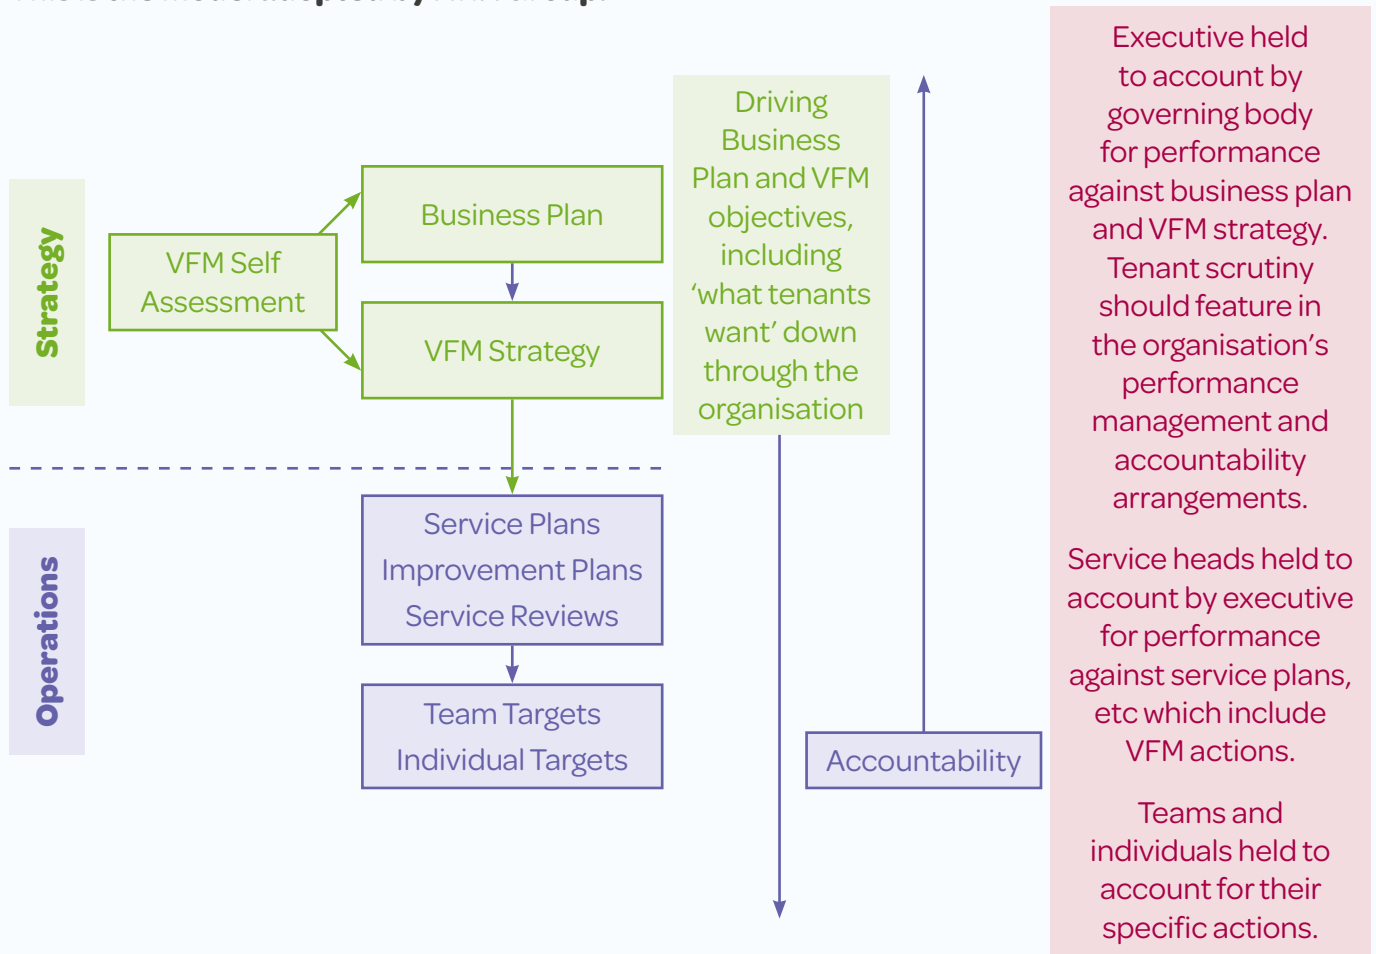 Strategy
VFM Self
Assessment
Business Plan
VFM Strategy
Driving
Business
Plan and VFM
objectives,
including
‘what tenants
want’ down
through the
organisation
Operations
Service Plans
Improvement Plans
Service Reviews
Team Targets
Individual Targets
Accountability
Executive held
to account by
governing body
for performance
against business plan
and VFM strategy.
Tenant scrutiny
should feature in
the organisation’s
performance
management and
accountability
arrangements.
Service heads held to
account by executive
for performance
against service plans,
etc which include
VFM actions.
Teams and
individuals held to
account for their
specific actions.